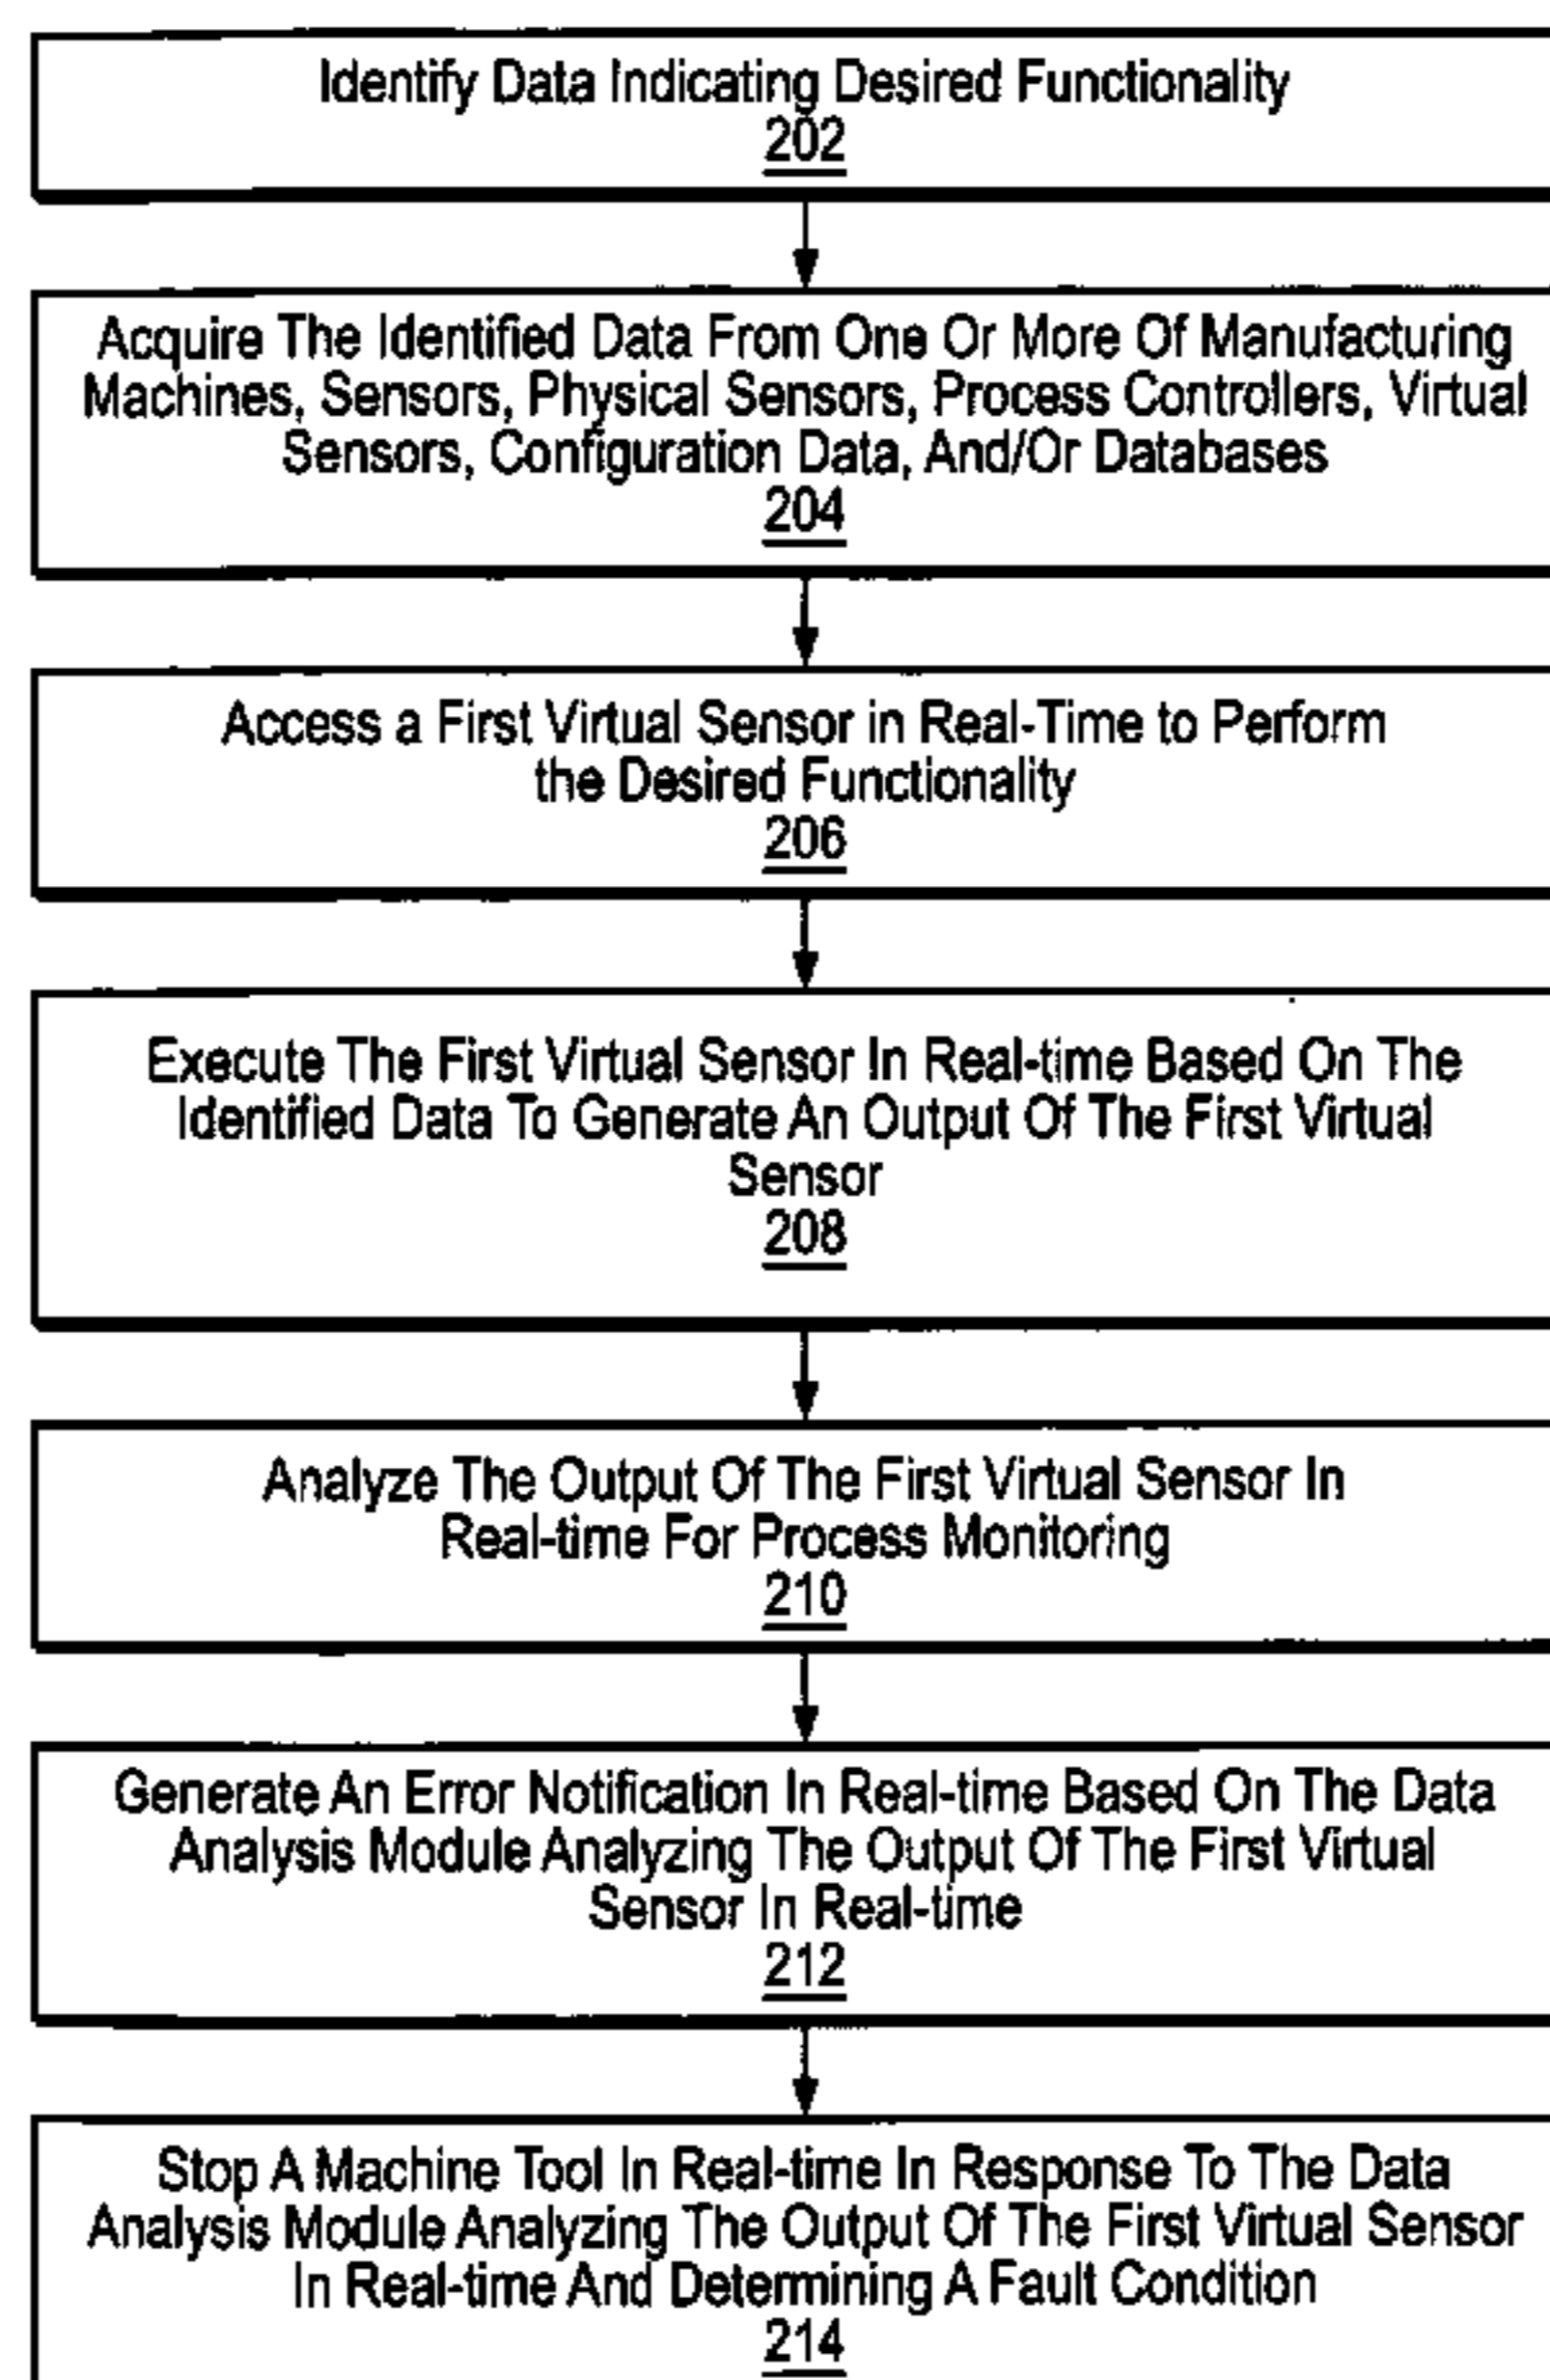 Identify Data Indicating Desired Functionality
202
Acquire The Identified Data From One Or More Of Manufacturing
Machines, Sensors, Physical Sensors, Process Controllers, Virtual
Sensors, Configuration Data, And/Or Databases
204
Access a First Virtual Sensor in Real-Time to Perform
the Desired Functionality
206
Execute The First Virtual Sensor In Real-time Based On The
Identified Data To Generate An Output Of The First Virtual
Sensor
208
Analyze The Output Of The First Virtual Sensor In
Real-time For Process Monitoring
210
Generate An Error Notification In Real-time Based On The Data
Analysis Module Analyzing The Output Of The First Virtual
Sensor In Real-time
212
Stop A Machine Tool In Real-time In Response To The Data
Analysis Module Analyzing The Output Of The First Virtual Sensor
In Real-time And Determining A Fault Condition
214